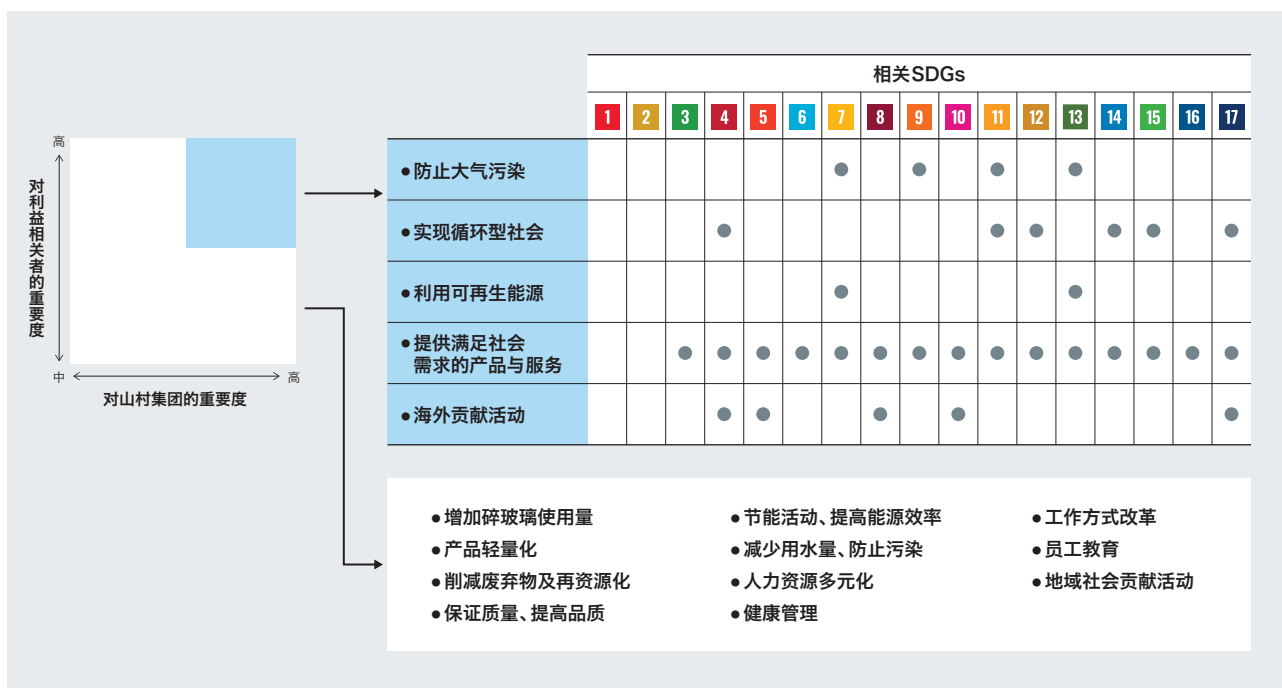 相关SDGs
1 2 3 4 5 6 7 8 9 10 11 12 13 14 15 16 17
高
对利益相关者的重要度
中
高
对山村集团的重要度
●防止大气污染
●实现循环型社会
●利用可再生能源
●提供满足社会
需求的产品与服务
●海外贡献活动
●增加碎玻璃使用量
●产品轻量化
●削减废弃物及再资源化
●保证质量、提高品质
●节能活动、提高能源效率
●减少用水量、防止污染
●人力资源多元化
●健康管理
●工作方式改革
●员工教育
●地域社会贡献活动